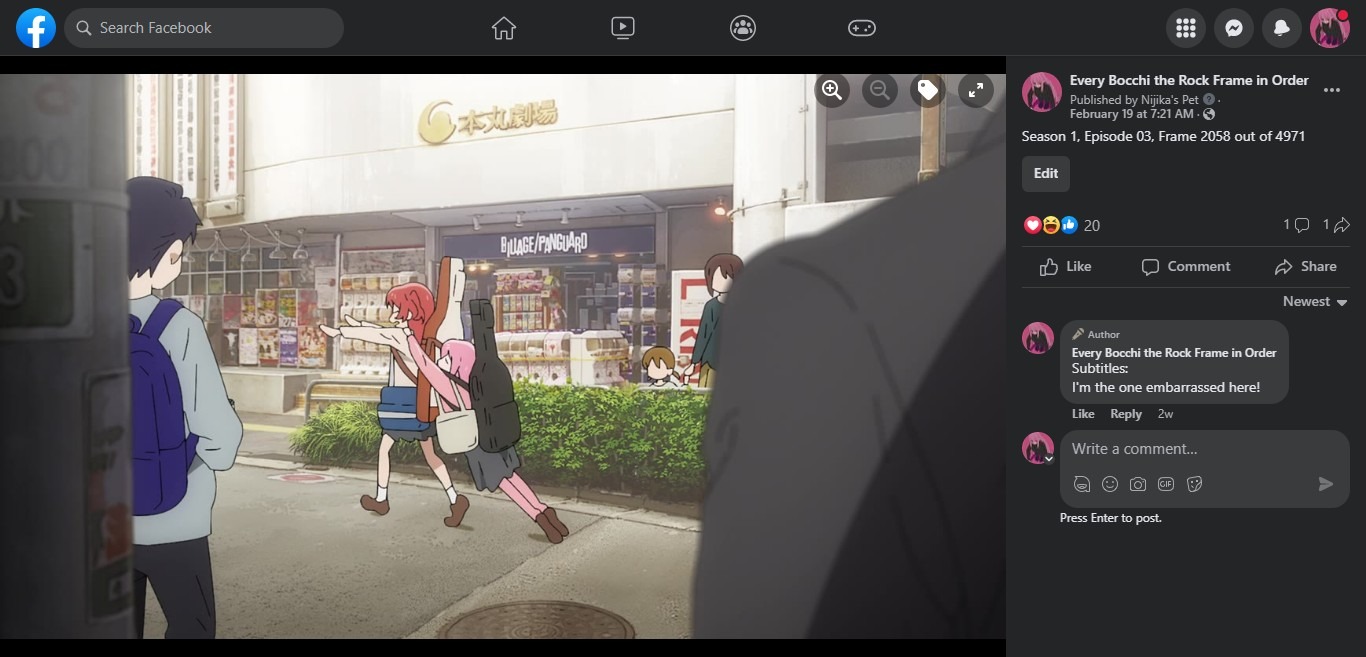 Search Facebook
本丸劇場
BILLAGE/PANGUARD
Every Bocchi the Rock Frame in Order
Published by Nijika's Pet
February 19 at 7:21 AM ·
Season 1, Episode 03, Frame 2058 out of 4971
Edit
20
1
1
Like
Comment
Share
Newest
Author
Every Bocchi the Rock Frame in Order
Subtitles:
I'm the one embarrassed here!
Like Reply 2w
Write a comment...
GIF
Press Enter to post.